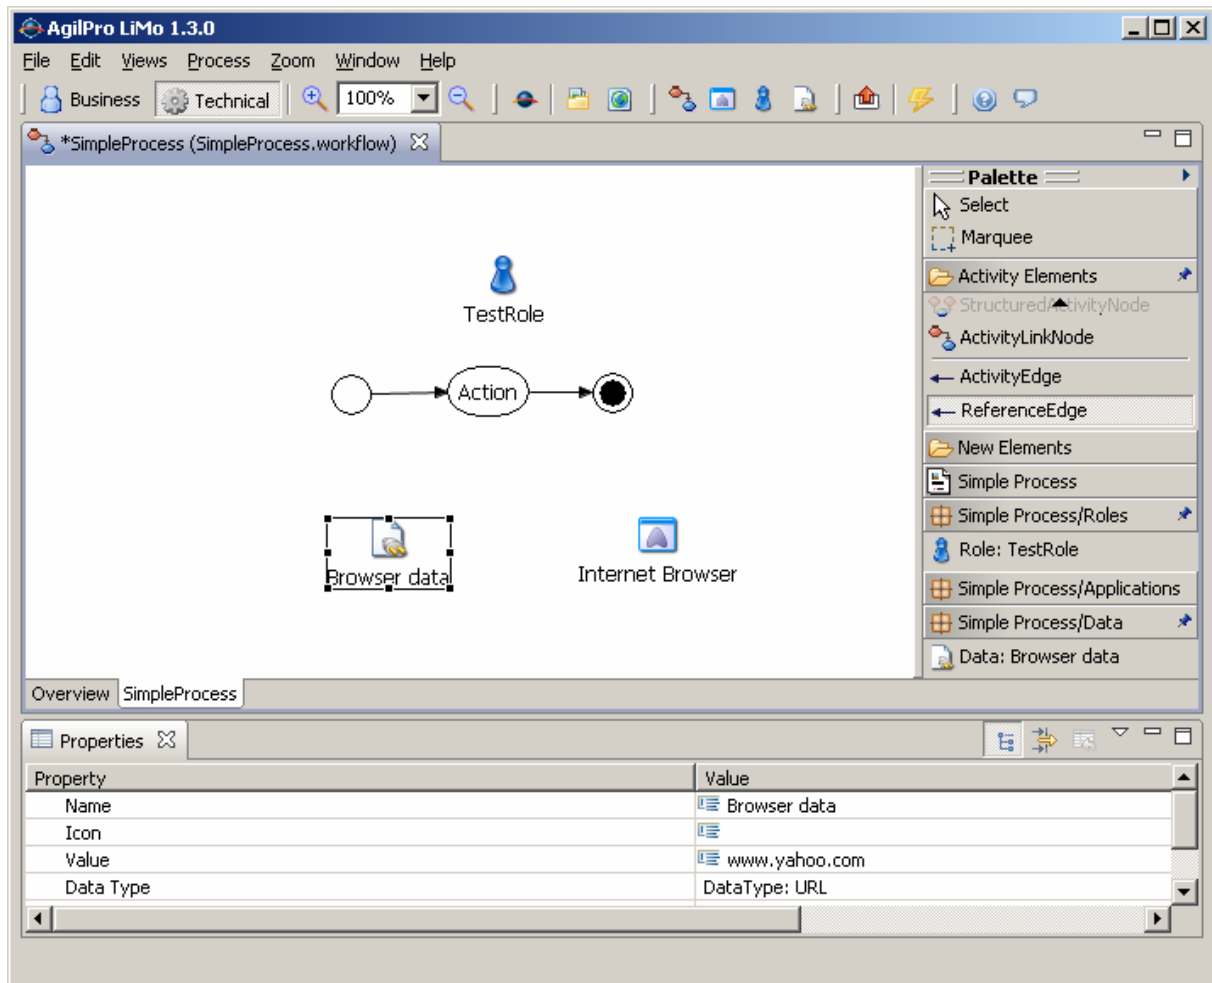 AgilPro LiMo 1.3.0
File Edit Views Process Zoom Window Help
Business Technical 100%
*SimpleProcess (SimpleProcess.workflow)
Palette
Select
Marquee
Activity Elements
StructuredActivityNode
ActivityLinkNode
ActivityEdge
ReferenceEdge
New Elements
Simple Process
Simple Process/Roles
Role: TestRole
Simple Process/Applications
Simple Process/Data
Data: Browser data
TestRole
Action
Browser data
Internet Browser
Overview SimpleProcess
Properties
Property Value
Name Browser data
Icon
Value www.yahoo.com
Data Type DataType: URL